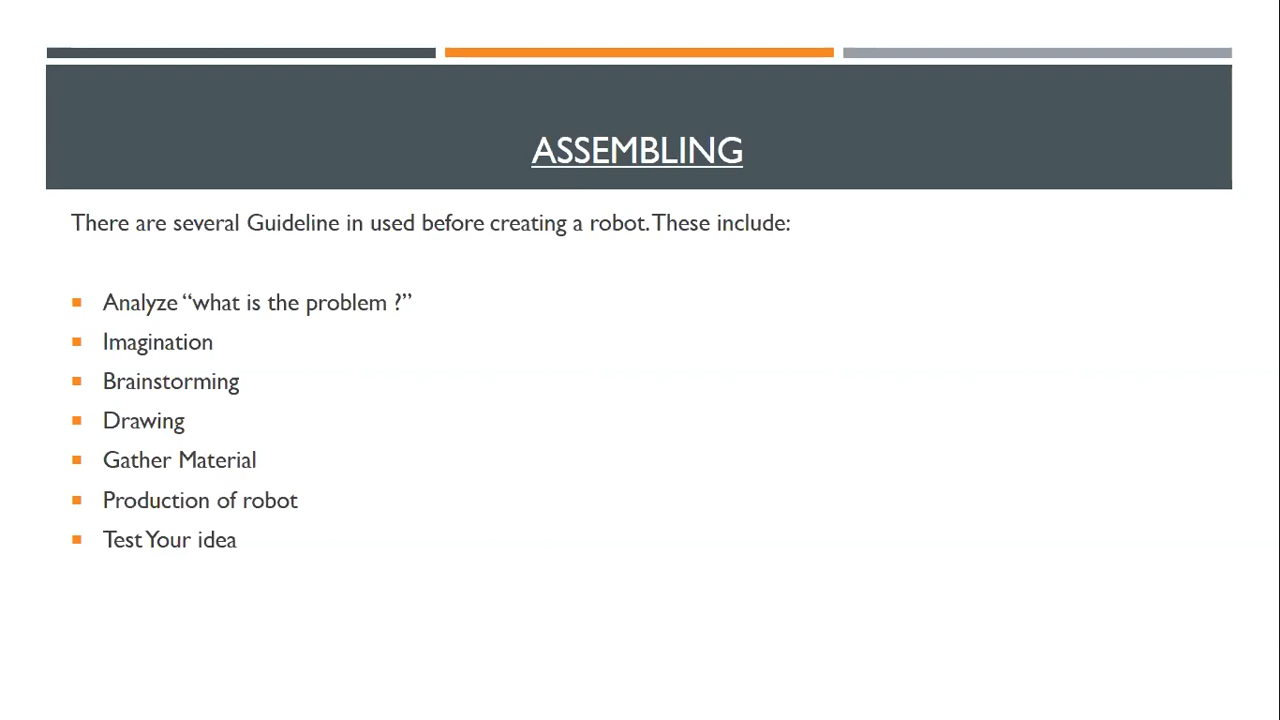 ASSEMBLING
There are several Guideline in used before creating a robot. These include:
Analyze “what is the problem ?”
Imagination
Brainstorming
Drawing
Gather Material
Production of robot
Test Your idea